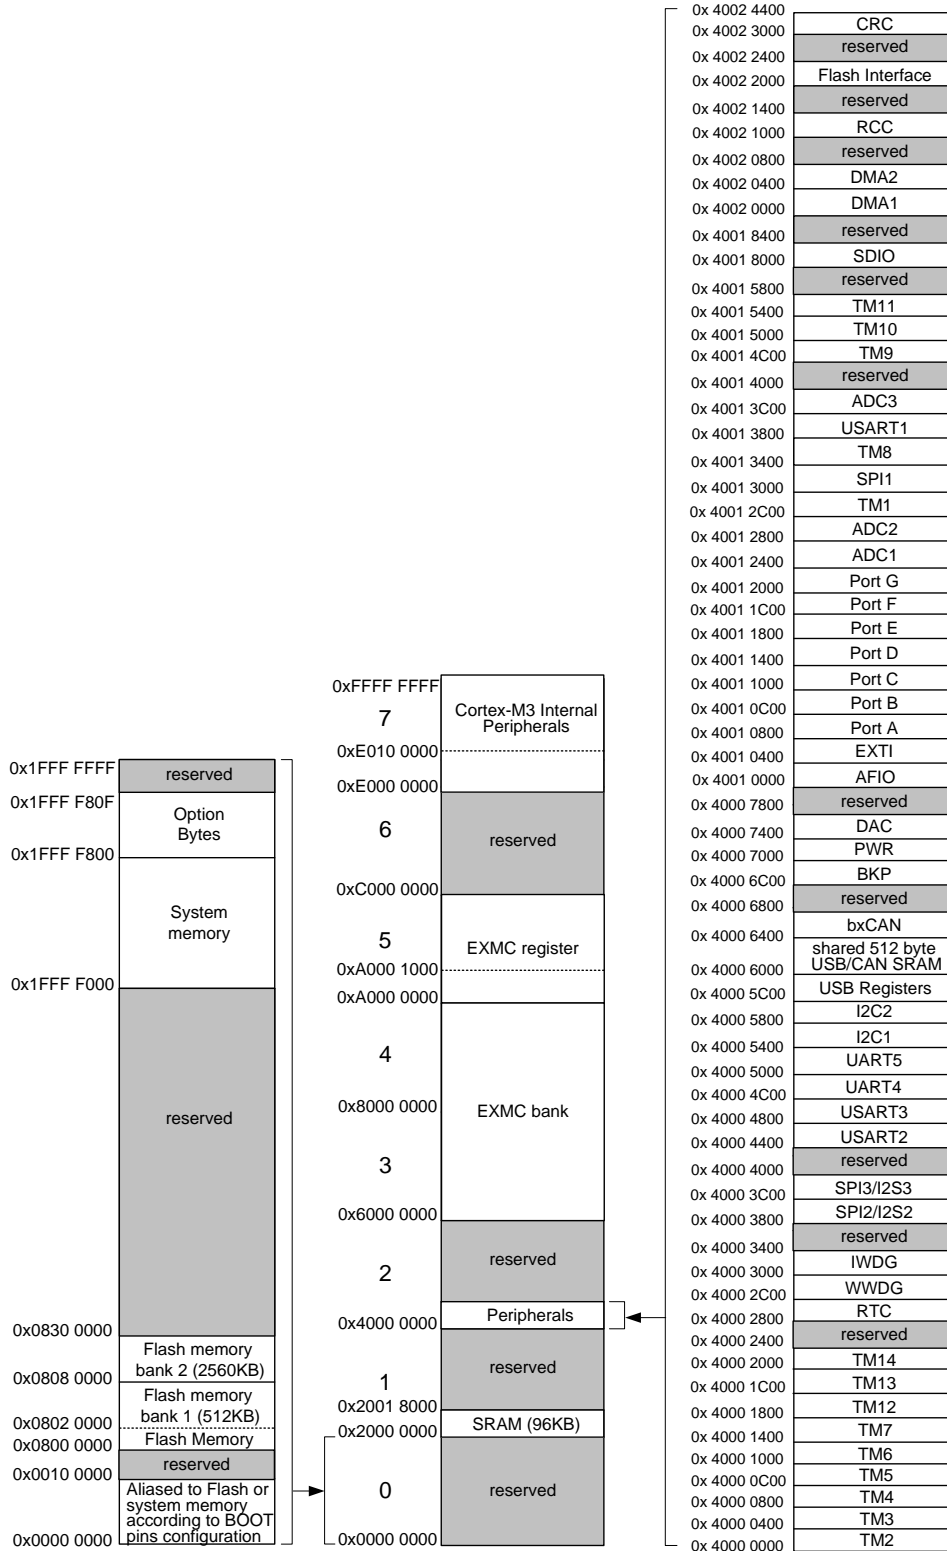 0x1FFF FFFF
reserved
0x1FFF F80F
Option
Bytes
0x1FFF F800
System
memory
0x1FFF F000
reserved
0x0830 0000
Flash memory
bank 2 (2560KB)
0x0808 0000
Flash memory
bank 1 (512KB)
0x0802 0000
Flash Memory
0x0800 0000
reserved
0x0010 0000
Aliased to Flash or
system memory
according to BOOT
pins configuration
0x0000 0000
0xFFFF FFFF
Cortex-M3 Internal
Peripherals
7
0xE010 0000
0xE000 0000
6
reserved
0xC000 0000
5
EXMC register
0xA000 1000
0xA000 0000
4
EXMC bank
0x8000 0000
3
0x6000 0000
reserved
2
Peripherals
0x4000 0000
reserved
1
0x2001 8000
SRAM (96KB)
0x2000 0000
0
reserved
0x0000 0000
0x 4002 4400
CRC
0x 4002 3000
reserved
0x 4002 2400
Flash Interface
0x 4002 2000
reserved
0x 4002 1400
RCC
0x 4002 1000
reserved
0x 4002 0800
DMA2
0x 4002 0400
DMA1
0x 4002 0000
reserved
0x 4001 8400
SDIO
0x 4001 8000
reserved
0x 4001 5800
TM11
0x 4001 5400
TM10
0x 4001 5000
TM9
0x 4001 4C00
reserved
0x 4001 4000
ADC3
0x 4001 3C00
USART1
0x 4001 3800
TM8
0x 4001 3400
SPI1
0x 4001 3000
TM1
0x 4001 2C00
ADC2
0x 4001 2800
ADC1
0x 4001 2400
Port G
0x 4001 2000
Port F
0x 4001 1C00
Port E
0x 4001 1800
Port D
0x 4001 1400
Port C
0x 4001 1000
Port B
0x 4001 0C00
Port A
0x 4001 0800
EXTI
0x 4001 0400
AFIO
0x 4001 0000
reserved
0x 4000 7800
DAC
0x 4000 7400
PWR
0x 4000 7000
BKP
0x 4000 6C00
reserved
0x 4000 6800
bxCAN
0x 4000 6400
shared 512 byte
USB/CAN SRAM
0x 4000 6000
USB Registers
0x 4000 5C00
I2C2
0x 4000 5800
I2C1
0x 4000 5400
UART5
0x 4000 5000
UART4
0x 4000 4C00
USART3
0x 4000 4800
USART2
0x 4000 4400
reserved
0x 4000 4000
SPI3/I2S3
0x 4000 3C00
SPI2/I2S2
0x 4000 3800
reserved
0x 4000 3400
IWDG
0x 4000 3000
WWDG
0x 4000 2C00
RTC
0x 4000 2800
reserved
0x 4000 2400
TM14
0x 4000 2000
TM13
0x 4000 1C00
TM12
0x 4000 1800
TM7
0x 4000 1400
TM6
0x 4000 1000
TM5
0x 4000 0C00
TM4
0x 4000 0800
TM3
0x 4000 0400
TM2
0x 4000 0000